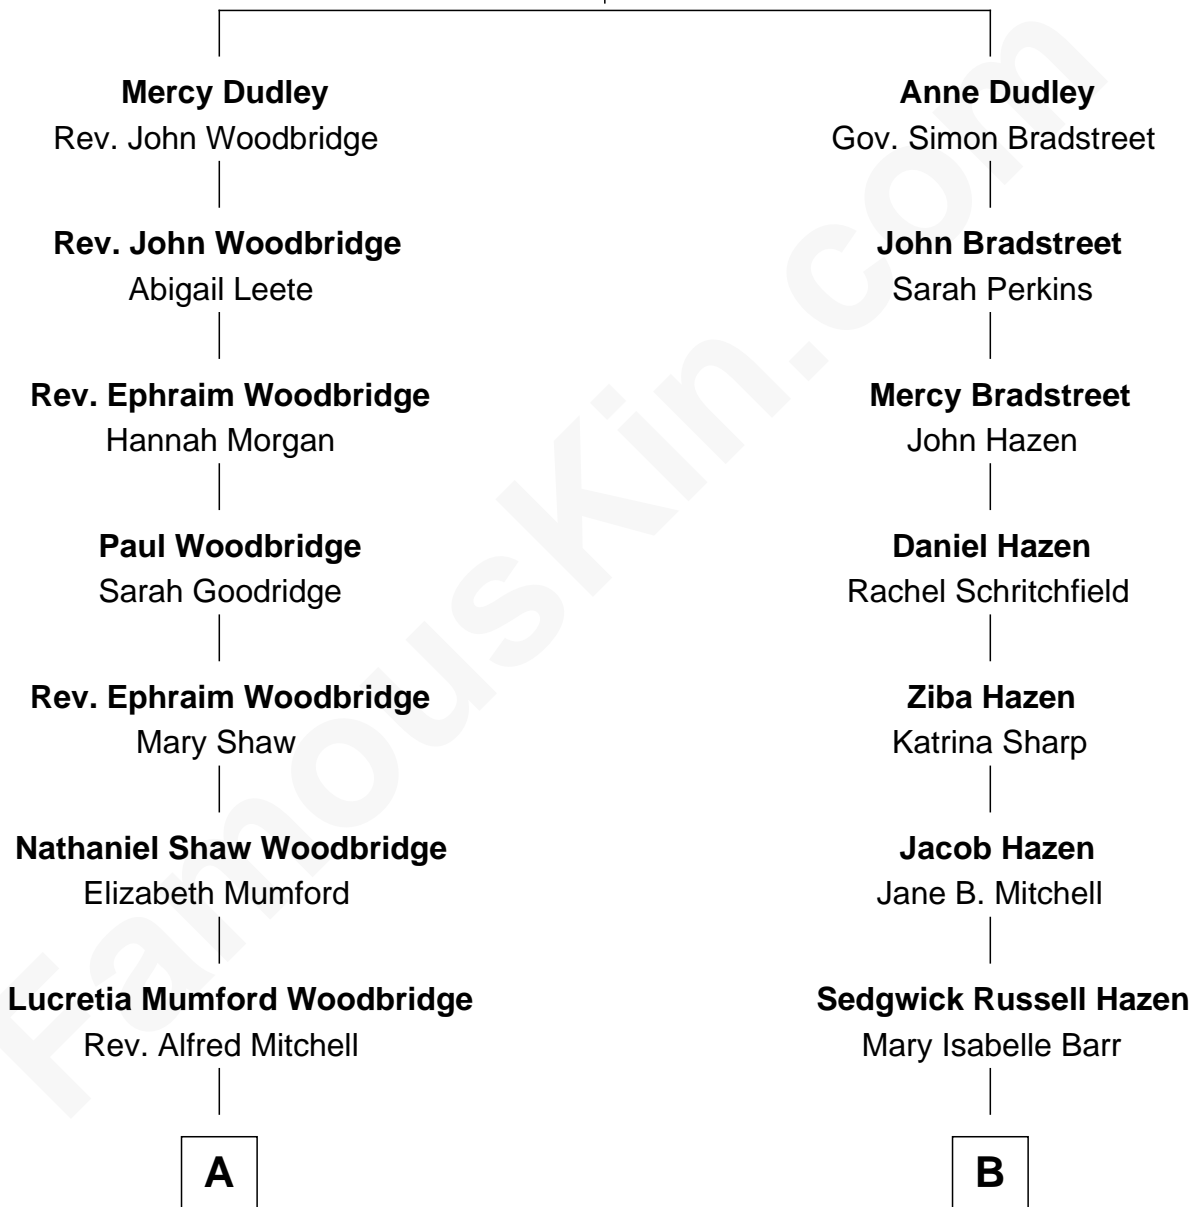 Mercy Dudley
Rev. John Woodbridge
Anne Dudley
Gov. Simon Bradstreet
Rev. John Woodbridge
Abigail Leete
John Bradstreet
Sarah Perkins
Rev. Ephraim Woodbridge
Hannah Morgan
Mercy Bradstreet
John Hazen
Paul Woodbridge
Sarah Goodridge
Daniel Hazen
Rachel Schritchfield
Rev. Ephraim Woodbridge
Mary Shaw
Ziba Hazen
Katrina Sharp
Nathaniel Shaw Woodbridge
Elizabeth Mumford
Jacob Hazen
Jane B. Mitchell
Lucretia Mumford Woodbridge
Rev. Alfred Mitchell
Sedgwick Russell Hazen
Mary Isabelle Barr
A
B
FamousKin.com